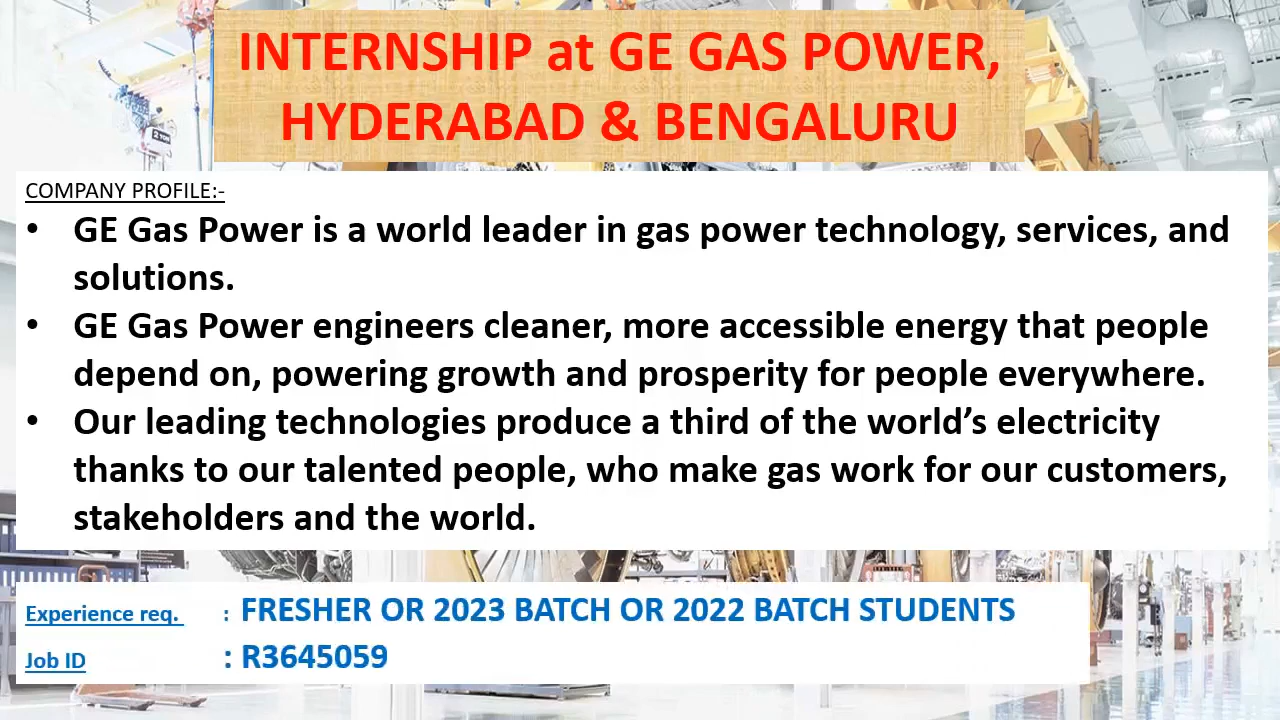 INTERNSHIP at GE GAS POWER,
HYDERABAD & BENGALURU
COMPANY PROFILE:-
• GE Gas Power is a world leader in gas power technology, services, and
solutions.
• GE Gas Power engineers cleaner, more accessible energy that people
depend on, powering growth and prosperity for people everywhere.
• Our leading technologies produce a third of the world’s electricity
thanks to our talented people, who make gas work for our customers,
stakeholders and the world.
Experience req. : FRESHER OR 2023 BATCH OR 2022 BATCH STUDENTS
Job ID : R3645059